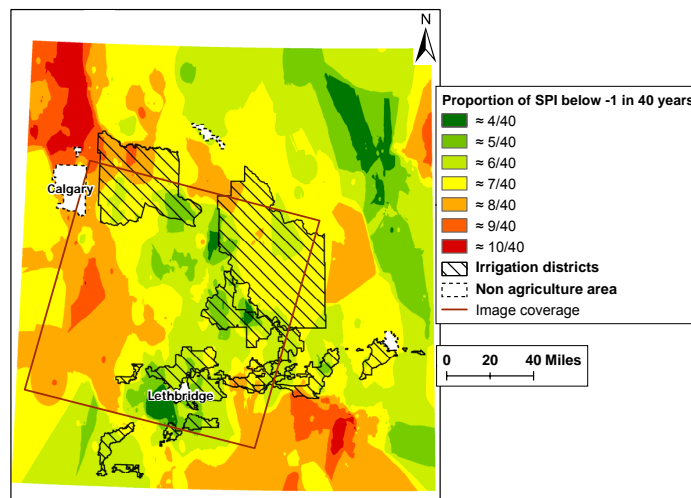 N
Calgary
Lethbridge
Proportion of SPI below -1 in 40 years
≈ 4/40
≈ 5/40
≈ 6/40
≈ 7/40
≈ 8/40
≈ 9/40
≈ 10/40
Irrigation districts
Non agriculture area
Image coverage
0 20 40 Miles